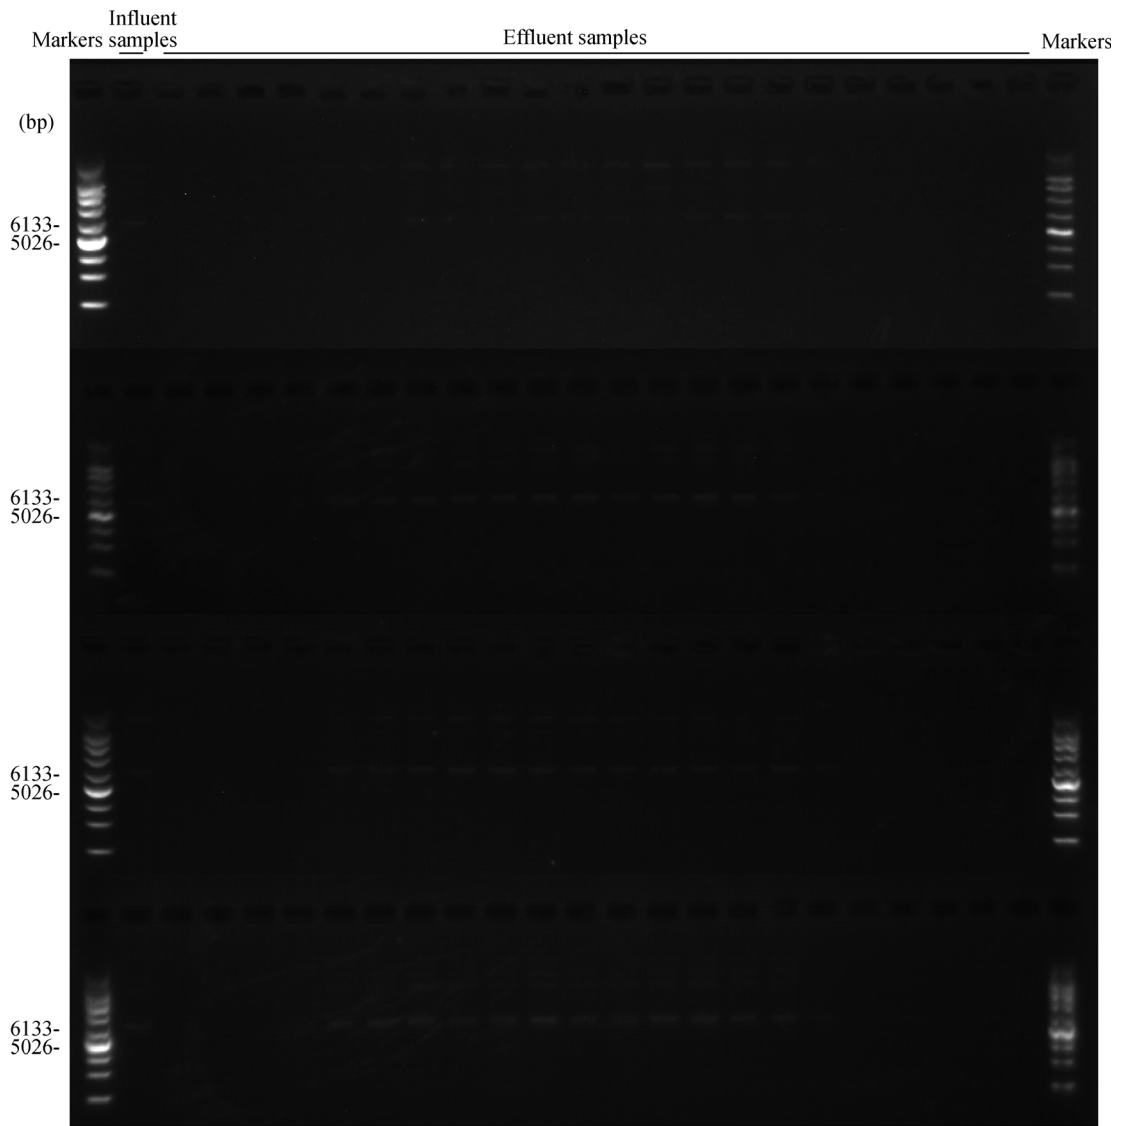 Influent
Markers samples
Effluent samples
Markers
(bp)
6133-
5026-
6133-
5026-
6133-
5026-
6133-
5026-